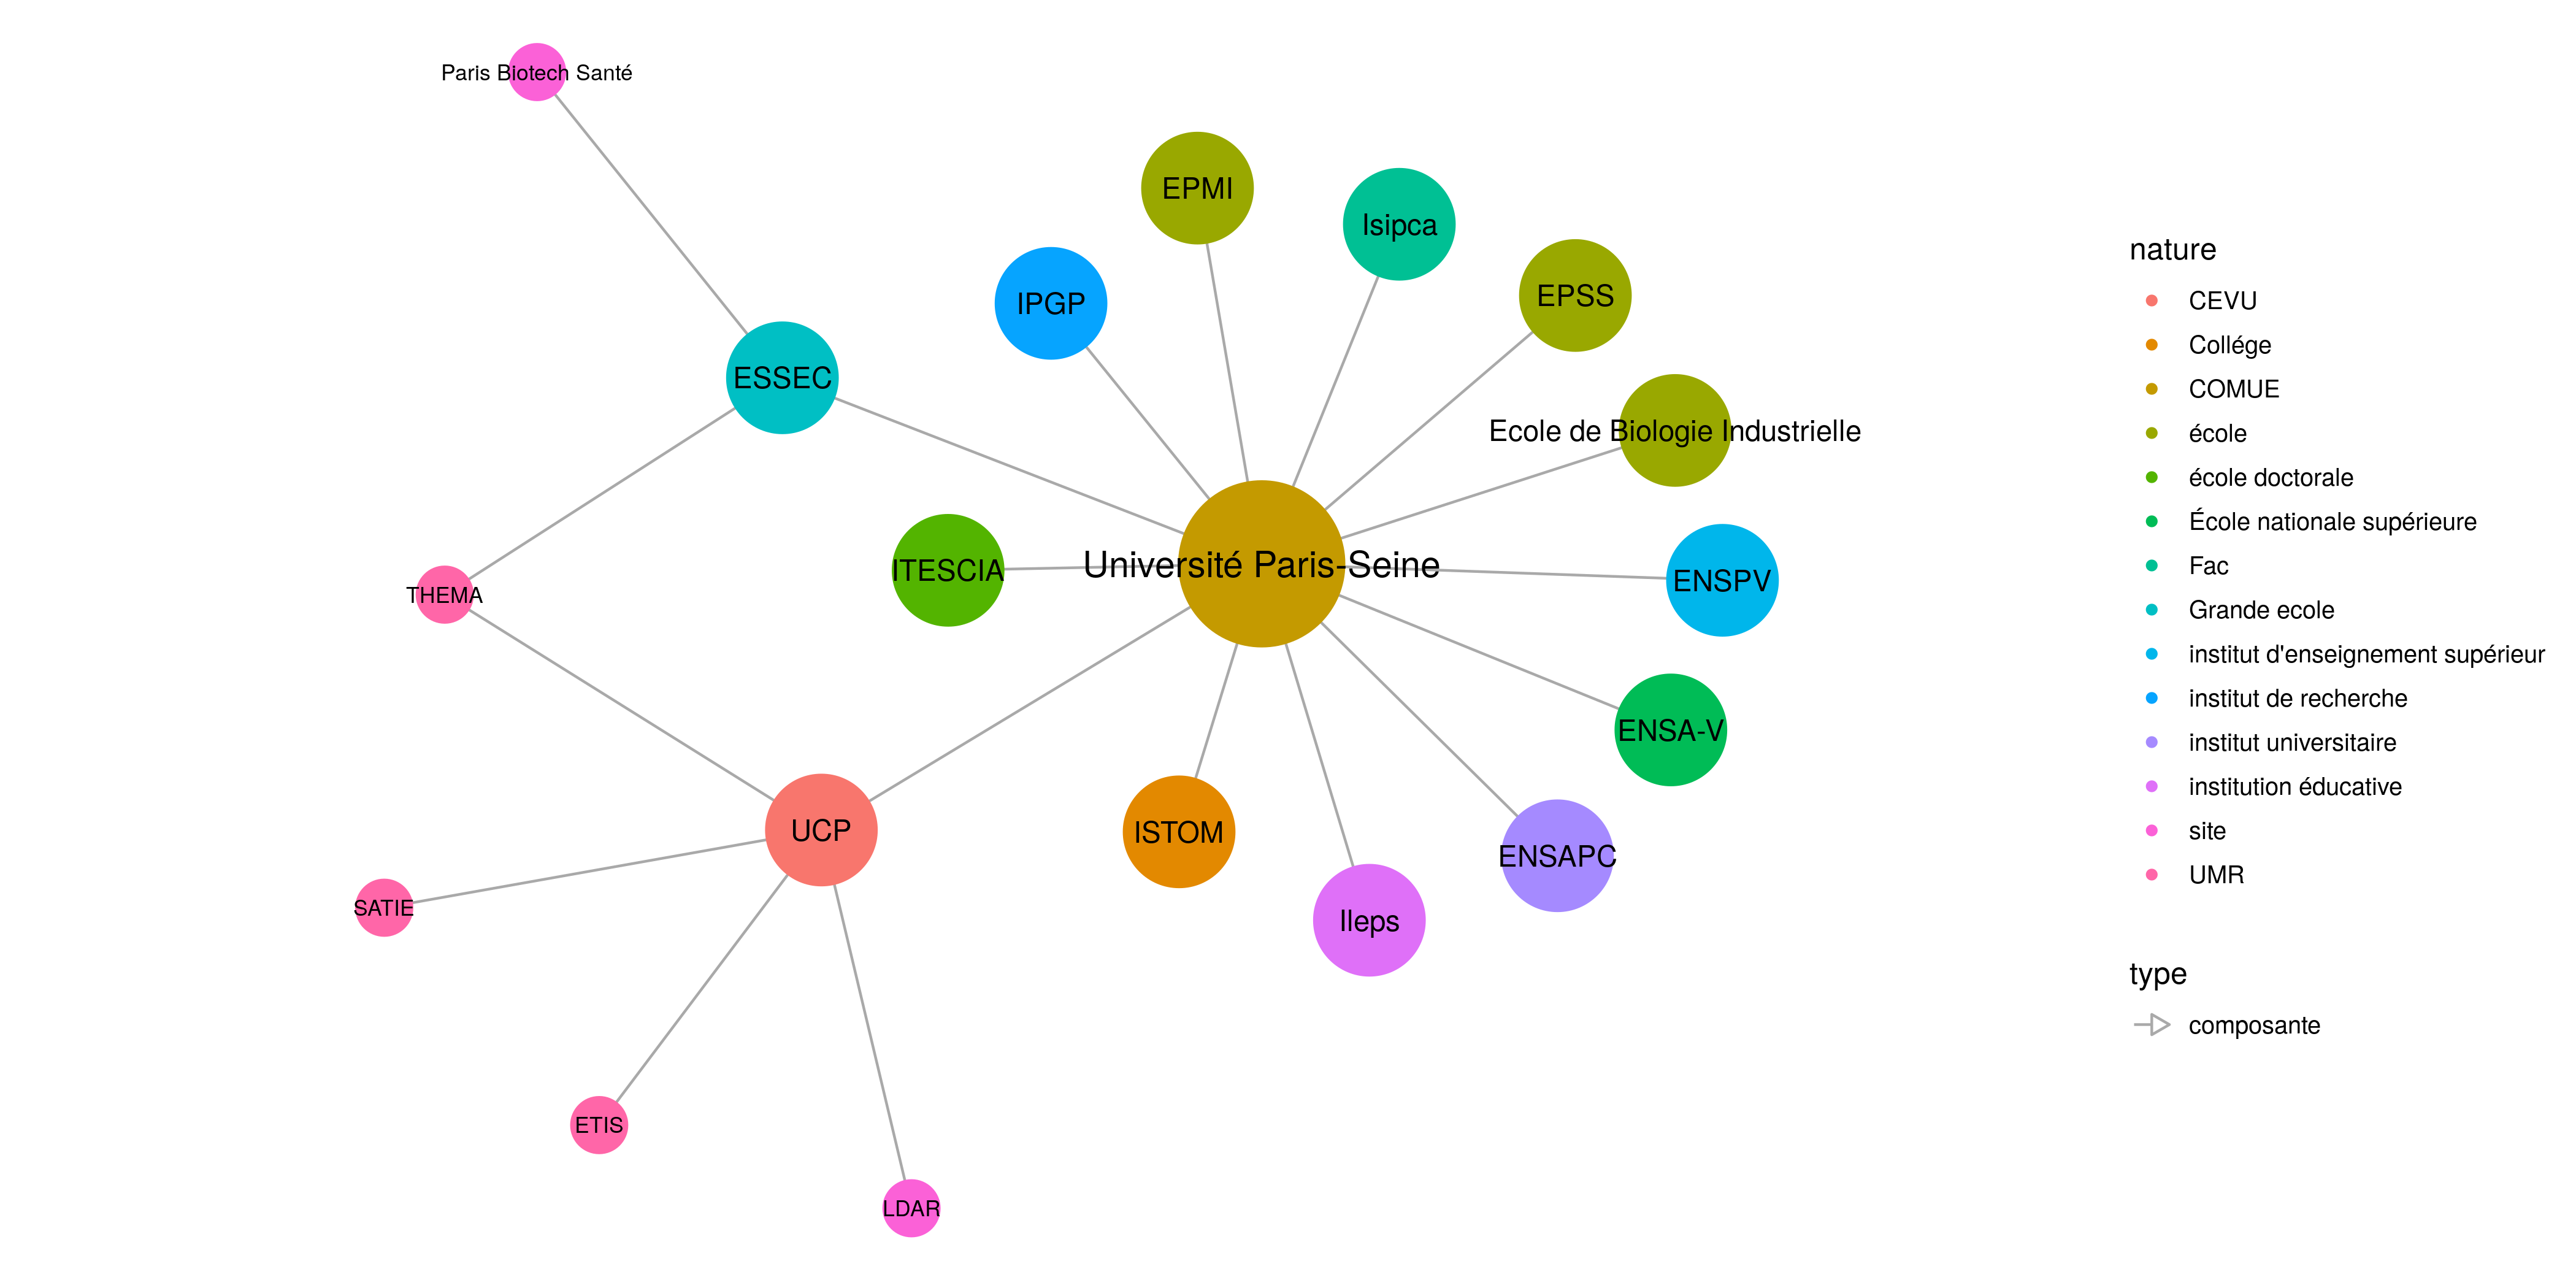 Paris Biotech Santé
EPMI
Isipca
IPGP
EPSS
ESSEC
Ecole de Biologie Industrielle
ITESCIA
Université Paris-Seine
ENSPV
THEMA
ENSA-V
UCP
ISTOM
ENSAPC
SATIE
Ileps
ETIS
LDAR
nature
CEVU
Collége
COMUE
école
école doctorale
École nationale supérieure
Fac
Grande ecole
institut d'enseignement supérieur
institut de recherche
institut universitaire
institution éducative
site
UMR
type
composante